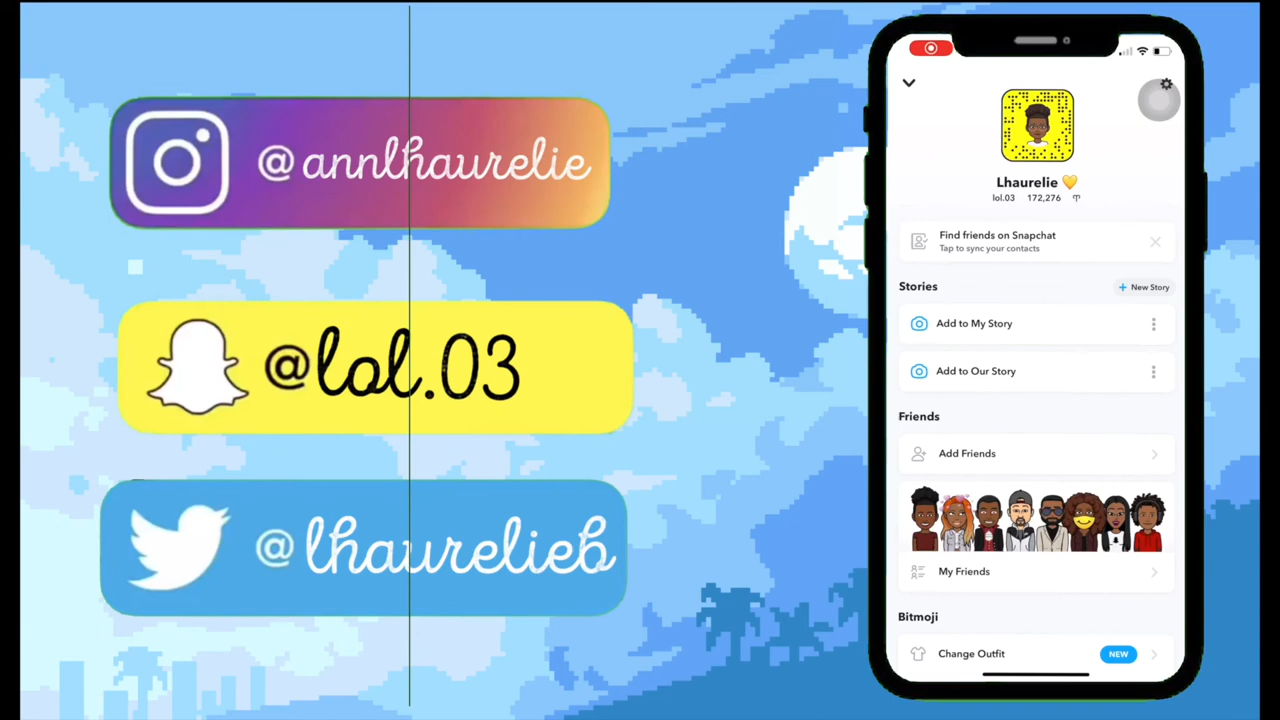 @annlhaurelie
@lol.03
@lhaurelieb
Lhaurelie 💛
lol.03 172,276 ♈︎
Find friends on Snapchat
Tap to sync your contacts
Stories
+ New Story
Add to My Story
Add to Our Story
Friends
Add Friends
My Friends
Bitmoji
Change Outfit
NEW